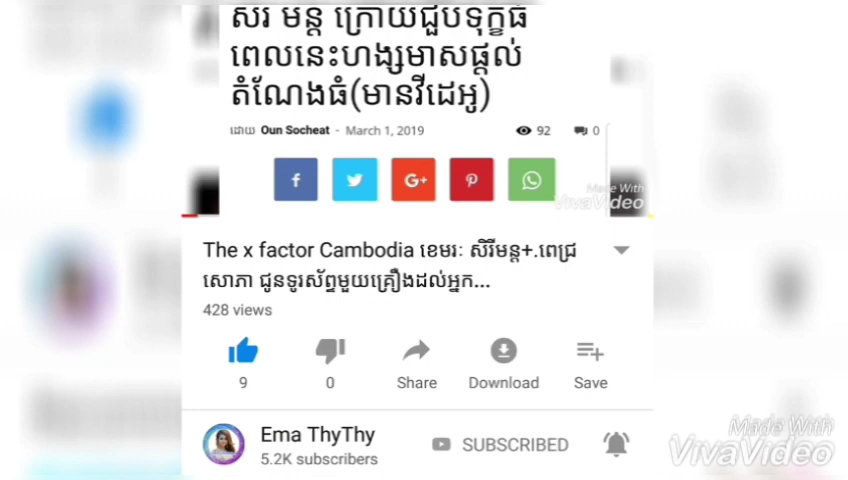 សិរី មន្ត ក្រោយជួបទុក្ខធំ
ពេលនេះហង្សមាសផ្ដល់
តំណែងធំ(មានវីដេអូ)
ដោយ Oun Socheat - March 1, 2019 92 0
Made With
VivaVideo
The x factor Cambodia ខេមរៈ សិរីមន្ត+.ពេជ្រ
សោភា ជូនទូរស័ព្ទមួយគ្រឿងដល់អ្នក...
428 views
9 0 Share Download Save
Ema ThyThy SUBSCRIBED
5.2K subscribers
Made With
VivaVideo